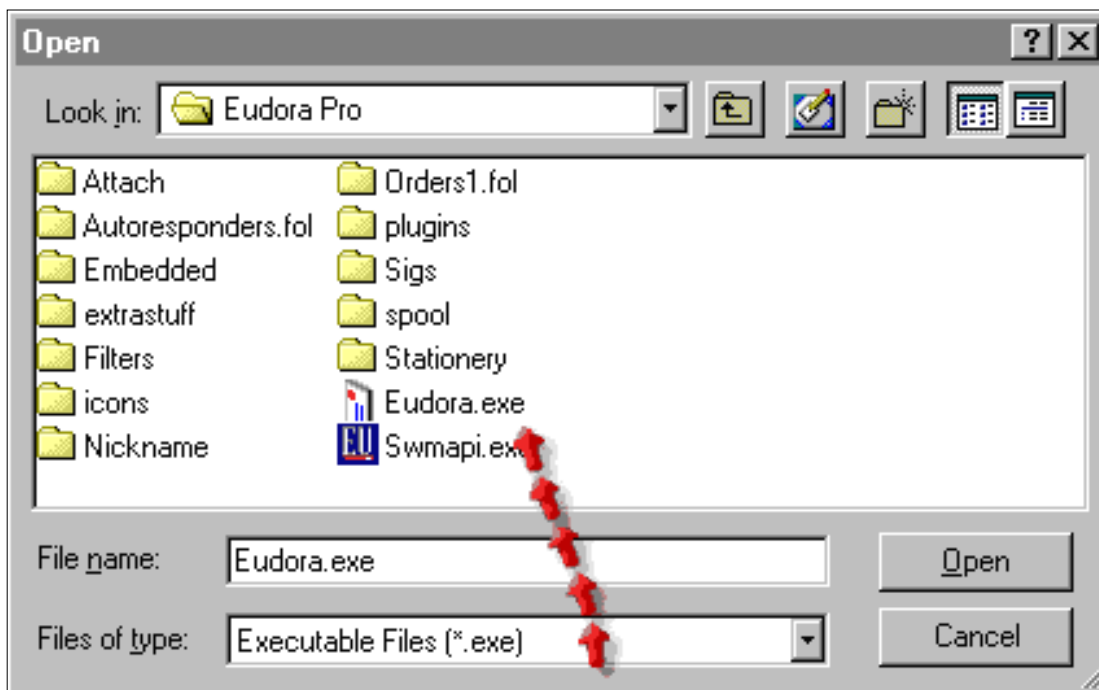 Open
Look in: Eudora Pro
Attach
Autoresponders.fol
Embedded
extrastuff
Filters
icons
Nickname
Orders1.fol
plugins
Sigs
spool
Stationery
Eudora.exe
EU Swmapi.exe
File name: Eudora.exe
Open
Files of type: Executable Files (*.exe)
Cancel